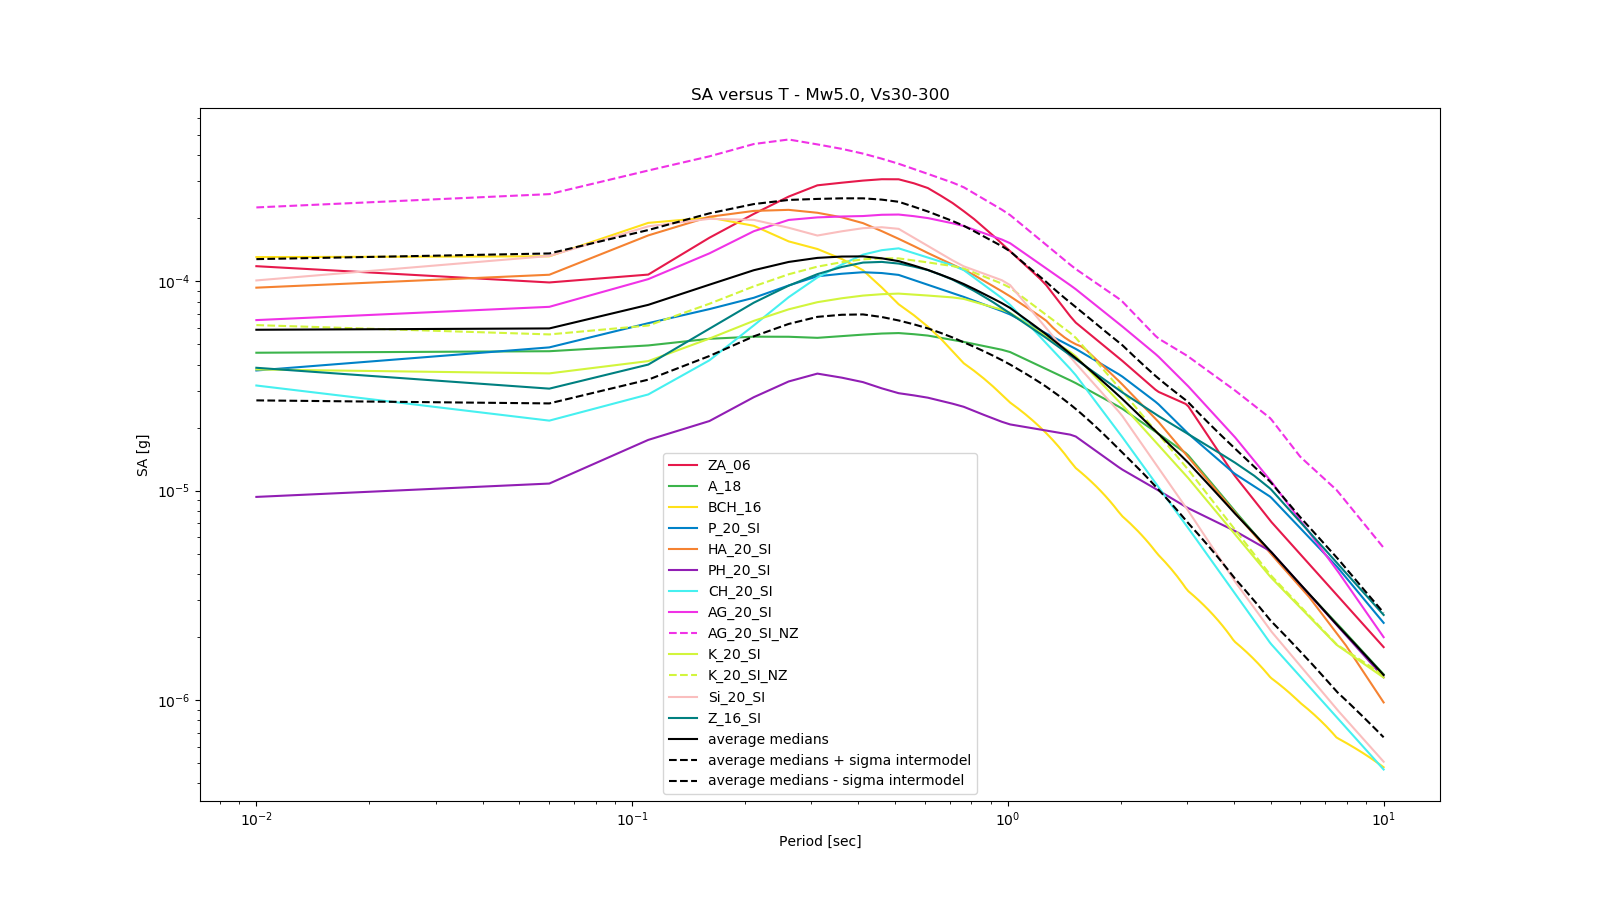 SA versus T - Mw5.0, Vs30-300
SA [g]
10⁻⁴
10⁻⁵
10⁻⁶
ZA_06
A_18
BCH_16
P_20_SI
HA_20_SI
PH_20_SI
CH_20_SI
AG_20_SI
AG_20_SI_NZ
K_20_SI
K_20_SI_NZ
Si_20_SI
Z_16_SI
average medians
average medians + sigma intermodel
average medians - sigma intermodel
10⁻² 10⁻¹ 10⁰ 10¹
Period [sec]